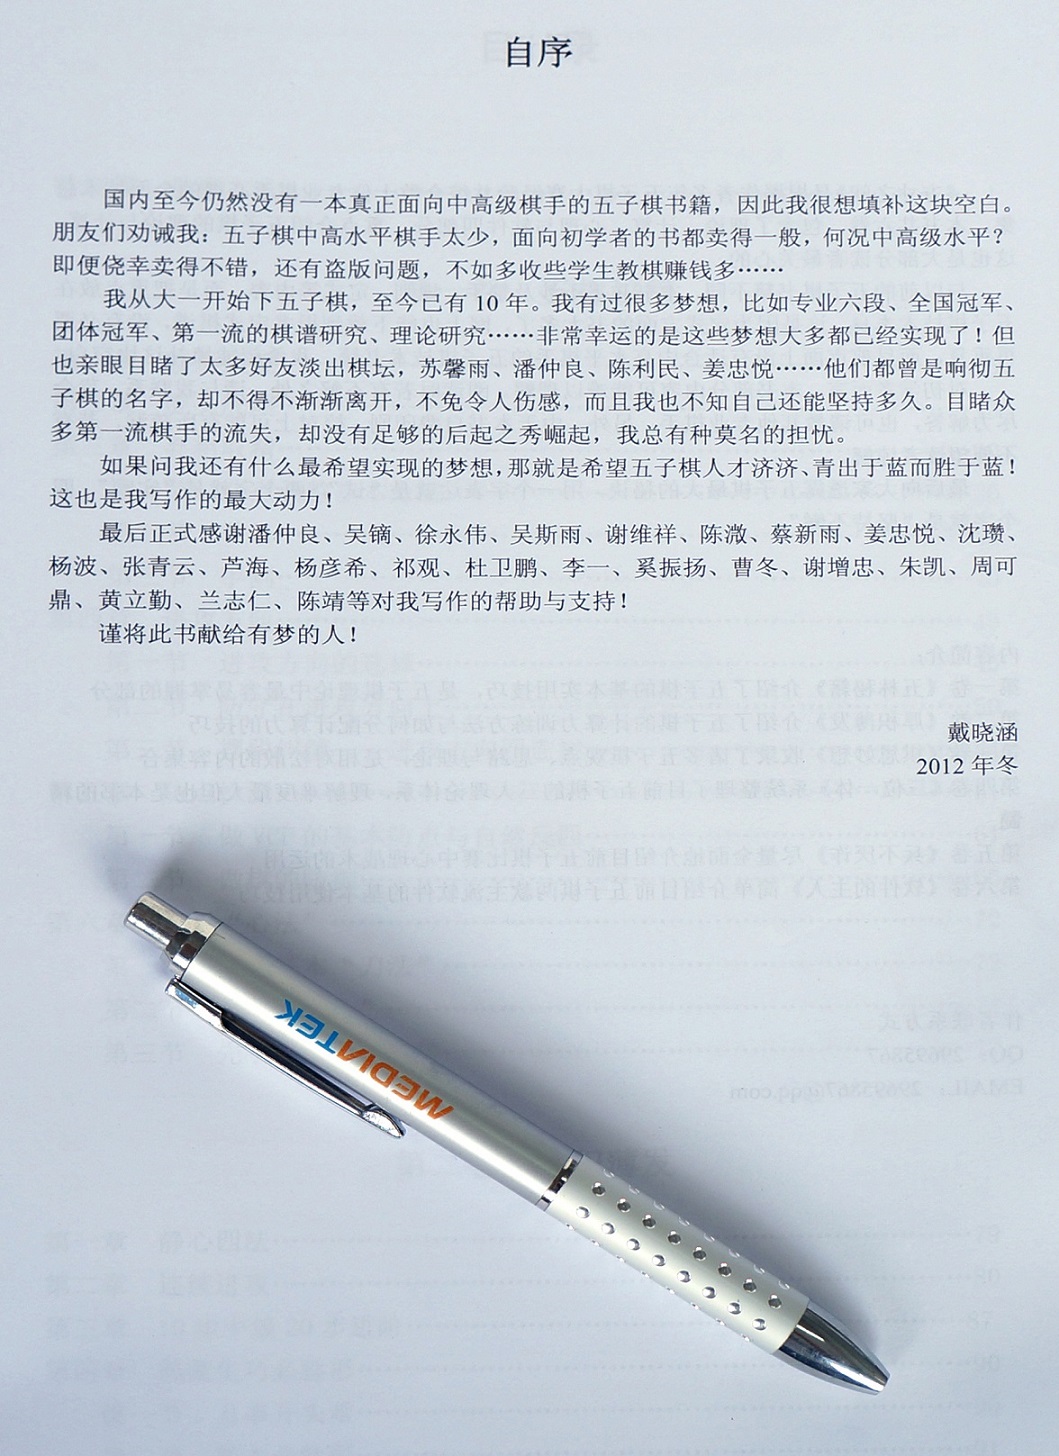 自序
国内至今仍然没有一本真正面向中高级棋手的五子棋书籍，因此我很想填补这块空白。
朋友们劝诫我：五子棋中高水平棋手太少，面向初学者的书都卖得一般，何况中高级水平？
即便侥幸卖得不错，还有盗版问题，不如多收些学生教棋赚钱多……
我从大一开始下五子棋，至今已有 10 年。我有过很多梦想，比如专业六段、全国冠军、
团体冠军、第一流的棋谱研究、理论研究……非常幸运的是这些梦想大多都已经实现了！但
也亲眼目睹了太多好友淡出棋坛，苏馨雨、潘仲良、陈利民、姜忠悦……他们都曾是响彻五
子棋的名字，却不得不渐渐离开，不免令人伤感，而且我也不知自己还能坚持多久。目睹众
多第一流棋手的流失，却没有足够的后起之秀崛起，我总有种莫名的担忧。
如果问我还有什么最希望实现的梦想，那就是希望五子棋人才济济、青出于蓝而胜于蓝！
这也是我写作的最大动力！
最后正式感谢潘仲良、吴镝、徐永伟、吴斯雨、谢维祥、陈溦、蔡新雨、姜忠悦、沈瓒、
杨波、张青云、芦海、杨彦希、祁观、杜卫鹏、李一、奚振扬、曹冬、谢增忠、朱凯、周可
鼎、黄立勤、兰志仁、陈靖等对我写作的帮助与支持！
谨将此书献给有梦的人！
戴晓涵
2012 年冬
MEDIATEK